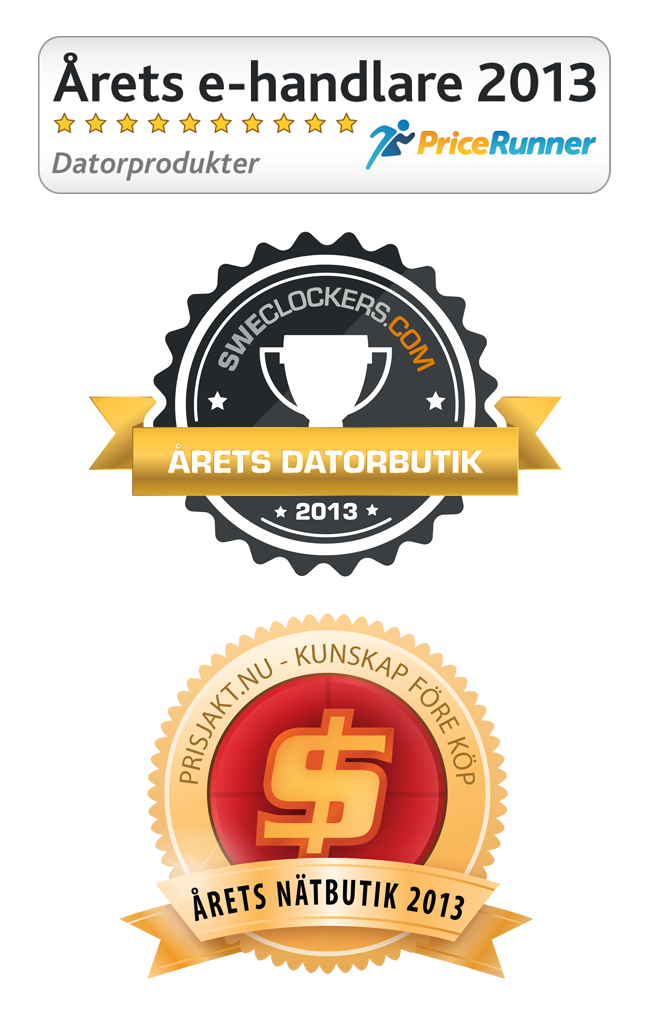 Årets e-handlare 2013
Datorprodukter
PriceRunner
SWECLOCKERS.COM
ÅRETS DATORBUTIK
2013
PRISJAKT.NU - KUNSKAP FÖRE KÖP
$
ÅRETS NÄTBUTIK 2013